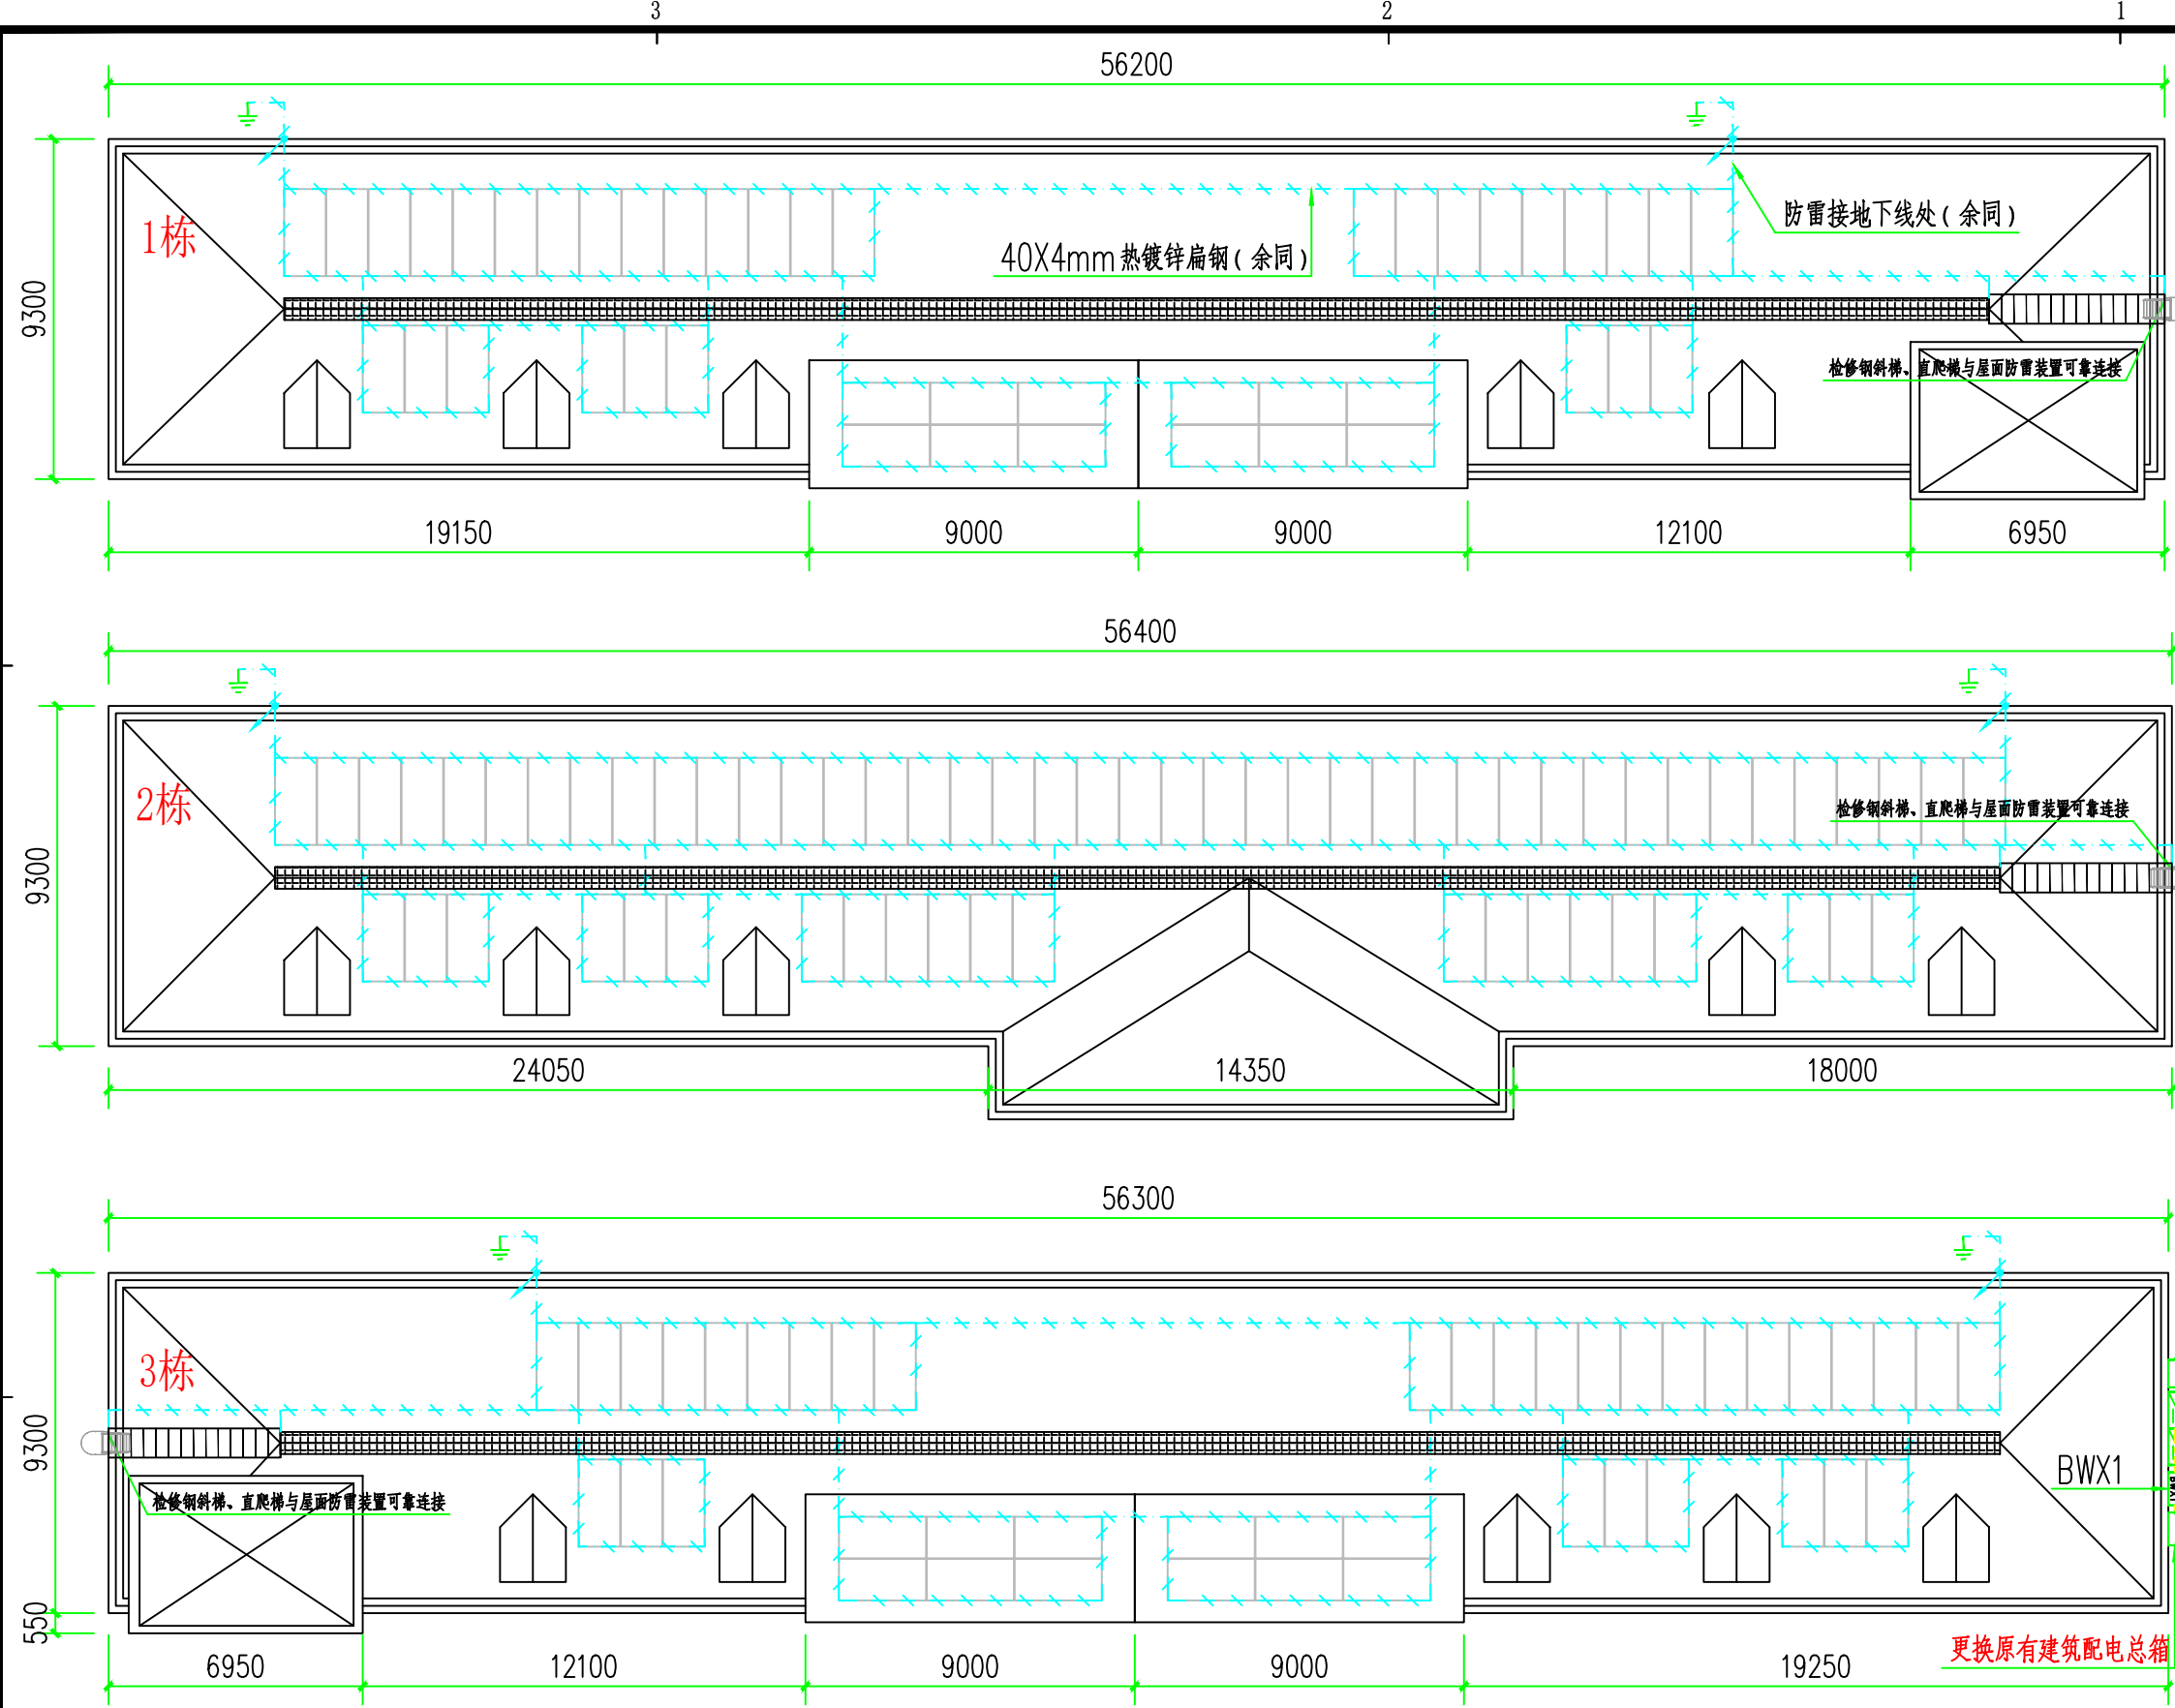 3 2 1
56200
1栋
防雷接地下线处(余同)
40X4mm热镀锌扁钢(余同)
9300
检修钢斜梯、直爬梯与屋面防雷装置可靠连接
19150 9000 9000 12100 6950
56400
2栋
检修钢斜梯、直爬梯与屋面防雷装置可靠连接
9300
24050 14350 18000
56300
3栋
9300
BWX1
检修钢斜梯、直爬梯与屋面防雷装置可靠连接
550
更换原有建筑配电总箱
6950 12100 9000 9000 19250